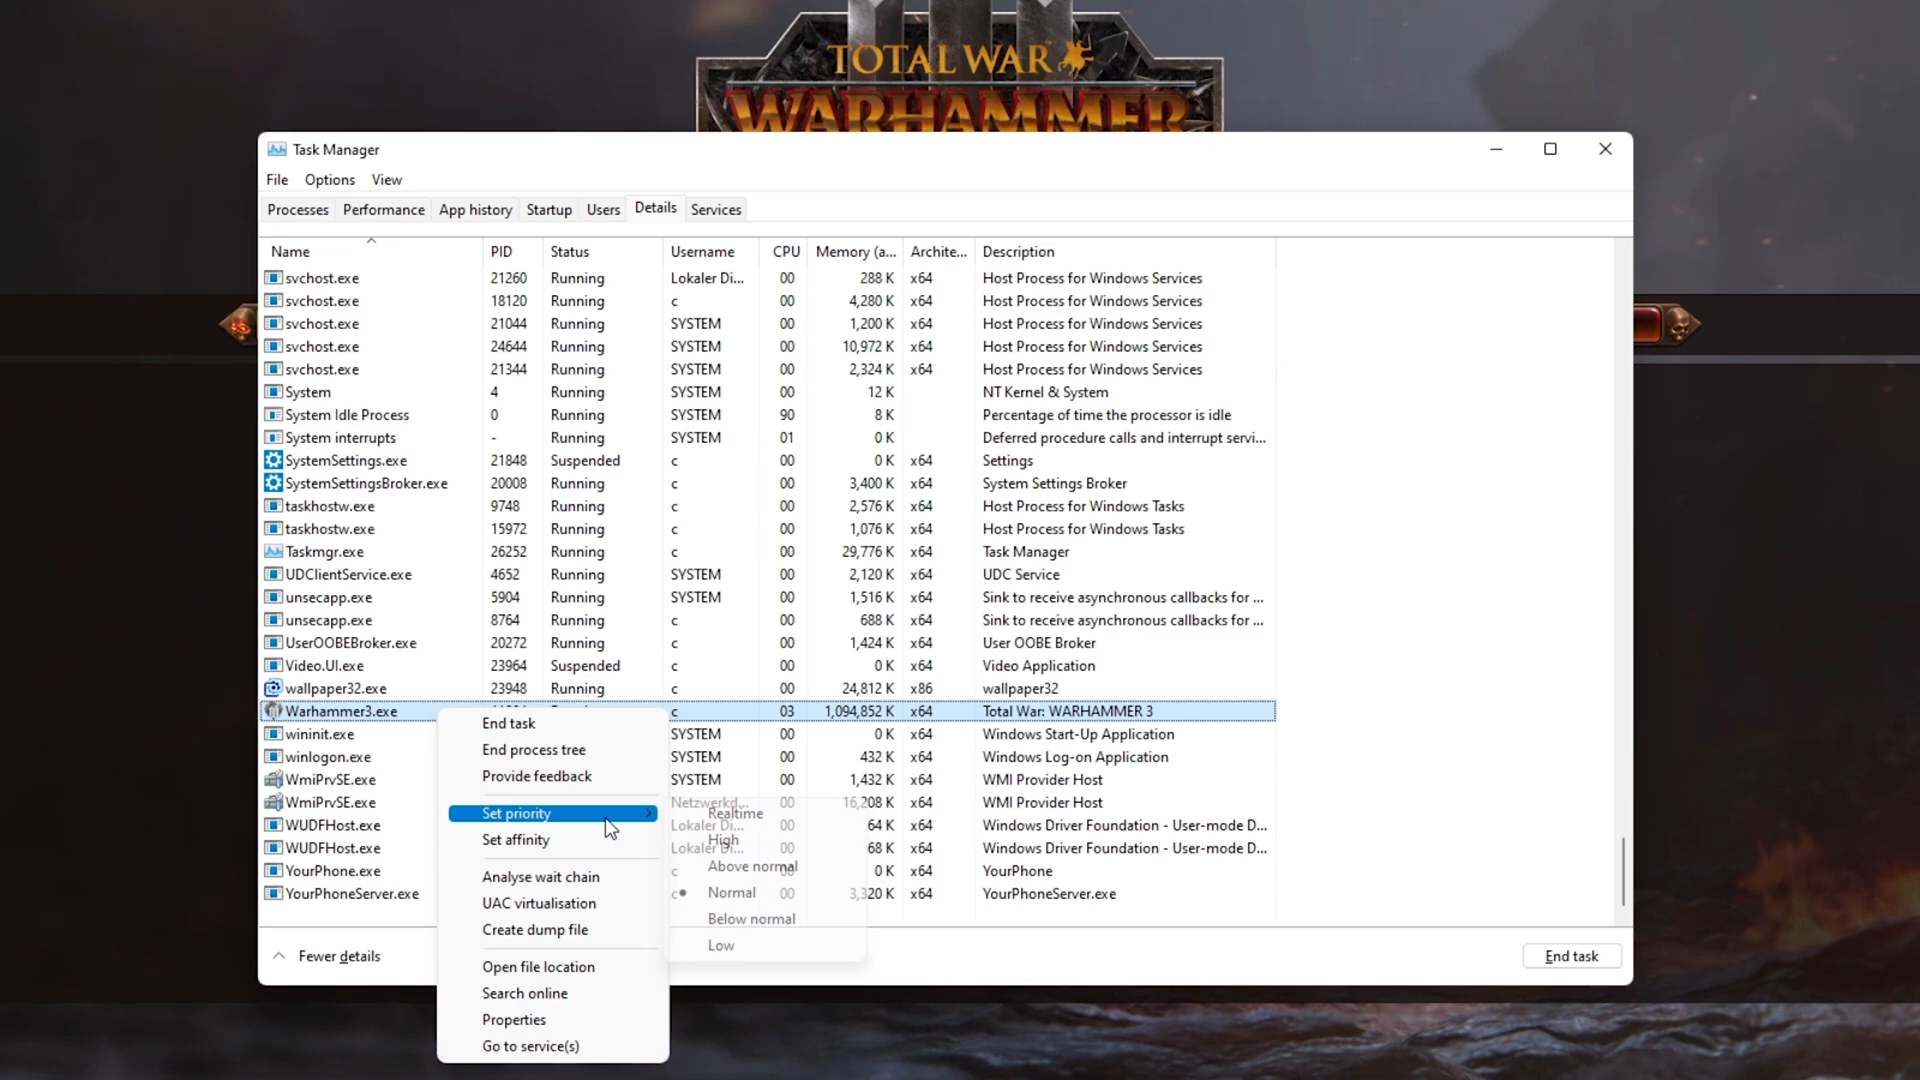 TOTAL WAR
WARHAMMER
Task Manager
File Options View
Processes Performance App history Startup Users Details Services
Name PID Status Username CPU Memory (a... Archite... Description
svchost.exe 21260 Running Lokaler Di... 00 288 K x64 Host Process for Windows Services
svchost.exe 18120 Running c 00 4,280 K x64 Host Process for Windows Services
svchost.exe 21044 Running SYSTEM 00 1,200 K x64 Host Process for Windows Services
svchost.exe 24644 Running SYSTEM 00 10,972 K x64 Host Process for Windows Services
svchost.exe 21344 Running SYSTEM 00 2,324 K x64 Host Process for Windows Services
System 4 Running SYSTEM 00 12 K NT Kernel & System
System Idle Process 0 Running SYSTEM 90 8 K Percentage of time the processor is idle
System interrupts - Running SYSTEM 01 0 K Deferred procedure calls and interrupt servi...
SystemSettings.exe 21848 Suspended c 00 0 K x64 Settings
SystemSettingsBroker.exe 20008 Running c 00 3,400 K x64 System Settings Broker
taskhostw.exe 9748 Running c 00 2,576 K x64 Host Process for Windows Tasks
taskhostw.exe 15972 Running c 00 1,076 K x64 Host Process for Windows Tasks
Taskmgr.exe 26252 Running c 00 29,776 K x64 Task Manager
UDClientService.exe 4652 Running SYSTEM 00 2,120 K x64 UDC Service
unsecapp.exe 5904 Running SYSTEM 00 1,516 K x64 Sink to receive asynchronous callbacks for ...
unsecapp.exe 8764 Running c 00 688 K x64 Sink to receive asynchronous callbacks for ...
UserOOBEBroker.exe 20272 Running c 00 1,424 K x64 User OOBE Broker
Video.UI.exe 23964 Suspended c 00 0 K x64 Video Application
wallpaper32.exe 23948 Running c 00 24,812 K x86 wallpaper32
Warhammer3.exe c 03 1,094,852 K x64 Total War: WARHAMMER 3
wininit.exe SYSTEM 00 0 K x64 Windows Start-Up Application
winlogon.exe SYSTEM 00 432 K x64 Windows Log-on Application
WmiPrvSE.exe SYSTEM 00 1,432 K x64 WMI Provider Host
WmiPrvSE.exe Netzwerkd... 00 16,208 K x64 WMI Provider Host
WUDFHost.exe Lokaler Di... 00 64 K x64 Windows Driver Foundation - User-mode D...
WUDFHost.exe Lokaler Di... 00 68 K x64 Windows Driver Foundation - User-mode D...
YourPhone.exe c 00 0 K x64 YourPhone
YourPhoneServer.exe c 00 3,320 K x64 YourPhoneServer.exe
End task
End process tree
Provide feedback
Set priority
Set affinity
Analyse wait chain
UAC virtualisation
Create dump file
Open file location
Search online
Properties
Go to service(s)
Realtime
High
Above normal
Normal
Below normal
Low
Fewer details
End task